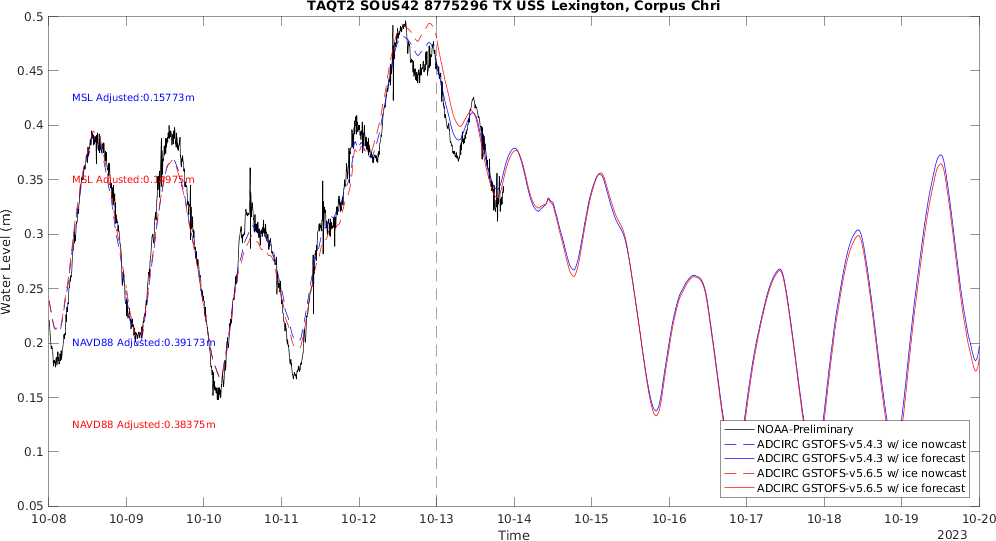 TAQT2 SOUS42 8775296 TX USS Lexington, Corpus Chri
0.5
0.45
0.4
0.35
0.3
0.25
0.2
0.15
0.1
0.05
Water Level (m)
MSL Adjusted:0.15773m
MSL Adjusted:
NAVD88 Adjusted:0.39173m
NAVD88 Adjusted:0.38375m
NOAA-Preliminary
ADCIRC GSTOFS-v5.4.3 w/ ice nowcast
ADCIRC GSTOFS-v5.4.3 w/ ice forecast
ADCIRC GSTOFS-v5.6.5 w/ ice nowcast
ADCIRC GSTOFS-v5.6.5 w/ ice forecast
10-08 10-09 10-10 10-11 10-12 10-13 10-14 10-15 10-16 10-17 10-18 10-19 10-20
Time
2023